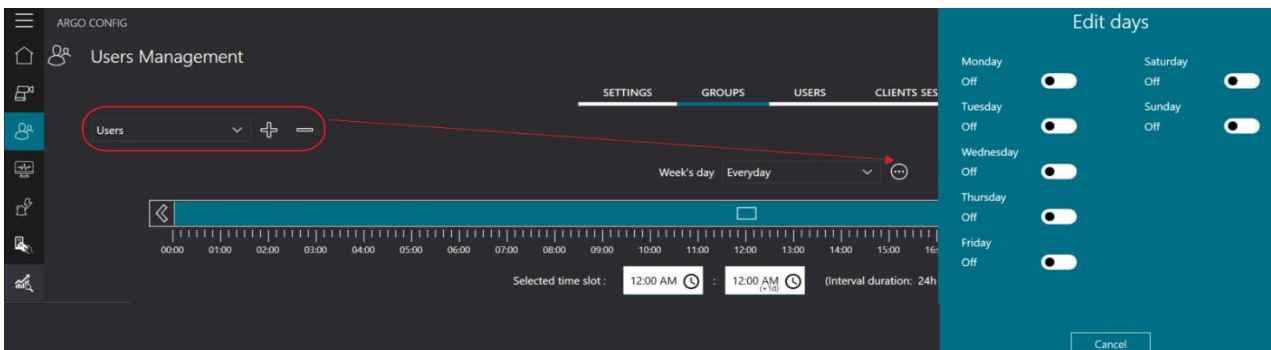 ARGO CONFIG
Users Management
SETTINGS GROUPS USERS CLIENTS SES
Users
Week's day Everyday
00:00 01:00 02:00 03:00 04:00 05:00 06:00 07:00 08:00 09:00 10:00 11:00 12:00 13:00 14:00 15:00 16:
Selected time slot : 12:00 AM : 12:00 AM (+1d) (Interval duration: 24h
Edit days
Monday Saturday
Off Off
Tuesday Sunday
Off Off
Wednesday
Off
Thursday
Off
Friday
Off
Cancel